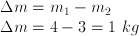 Δm = m₁ − m₂
Δm = 4 − 3 = 1 kg